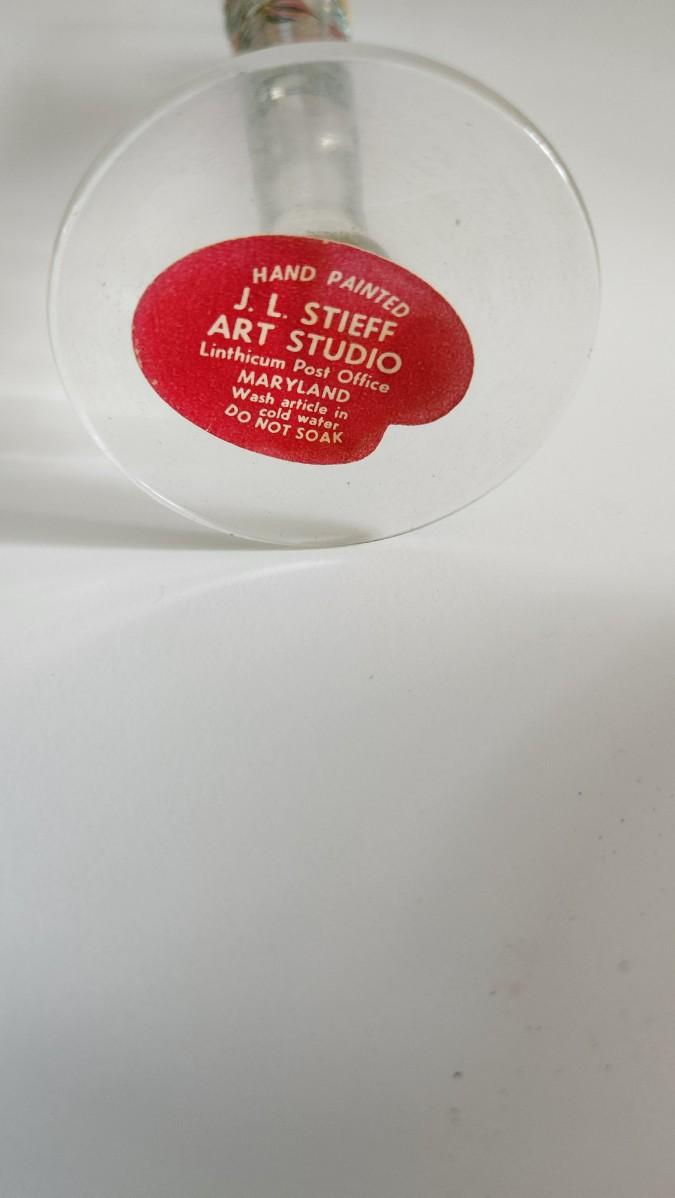 HAND PAINTED
J. L. STIEFF
ART STUDIO
Linthicum Post Office
MARYLAND
Wash article in
cold water
DO NOT SOAK